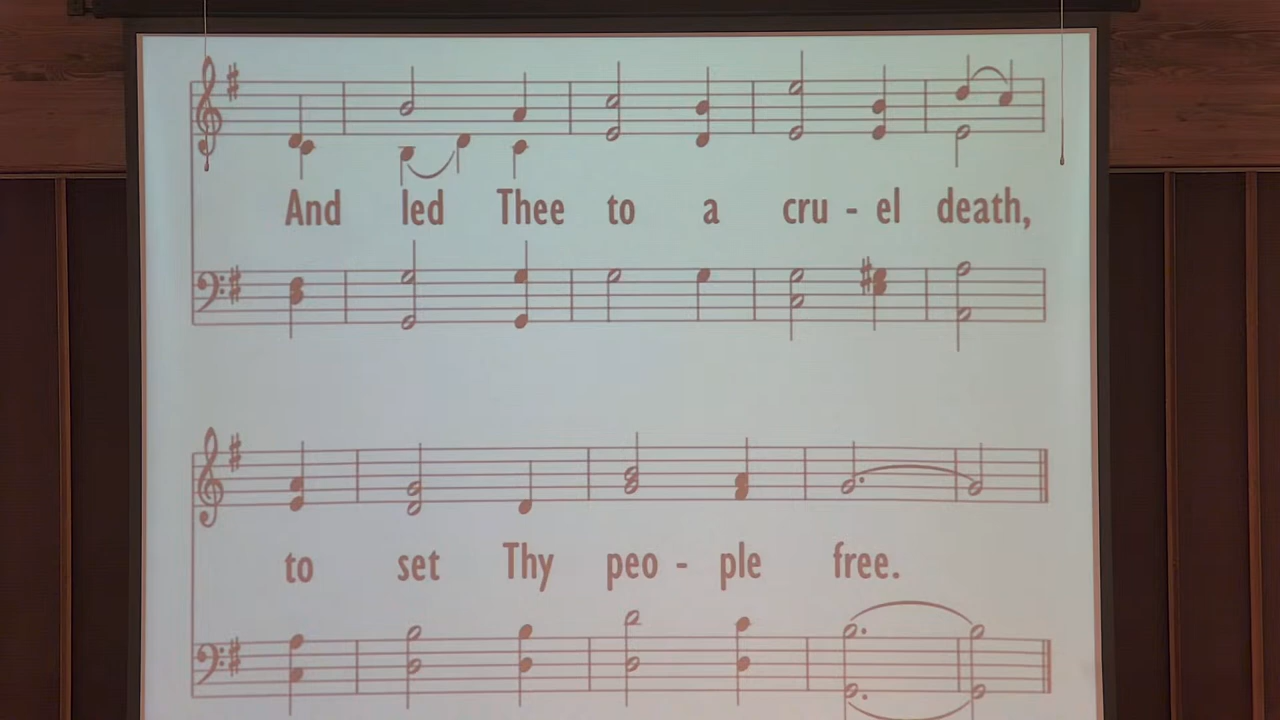 And led Thee to a cru - el death,
to set Thy peo - ple free.